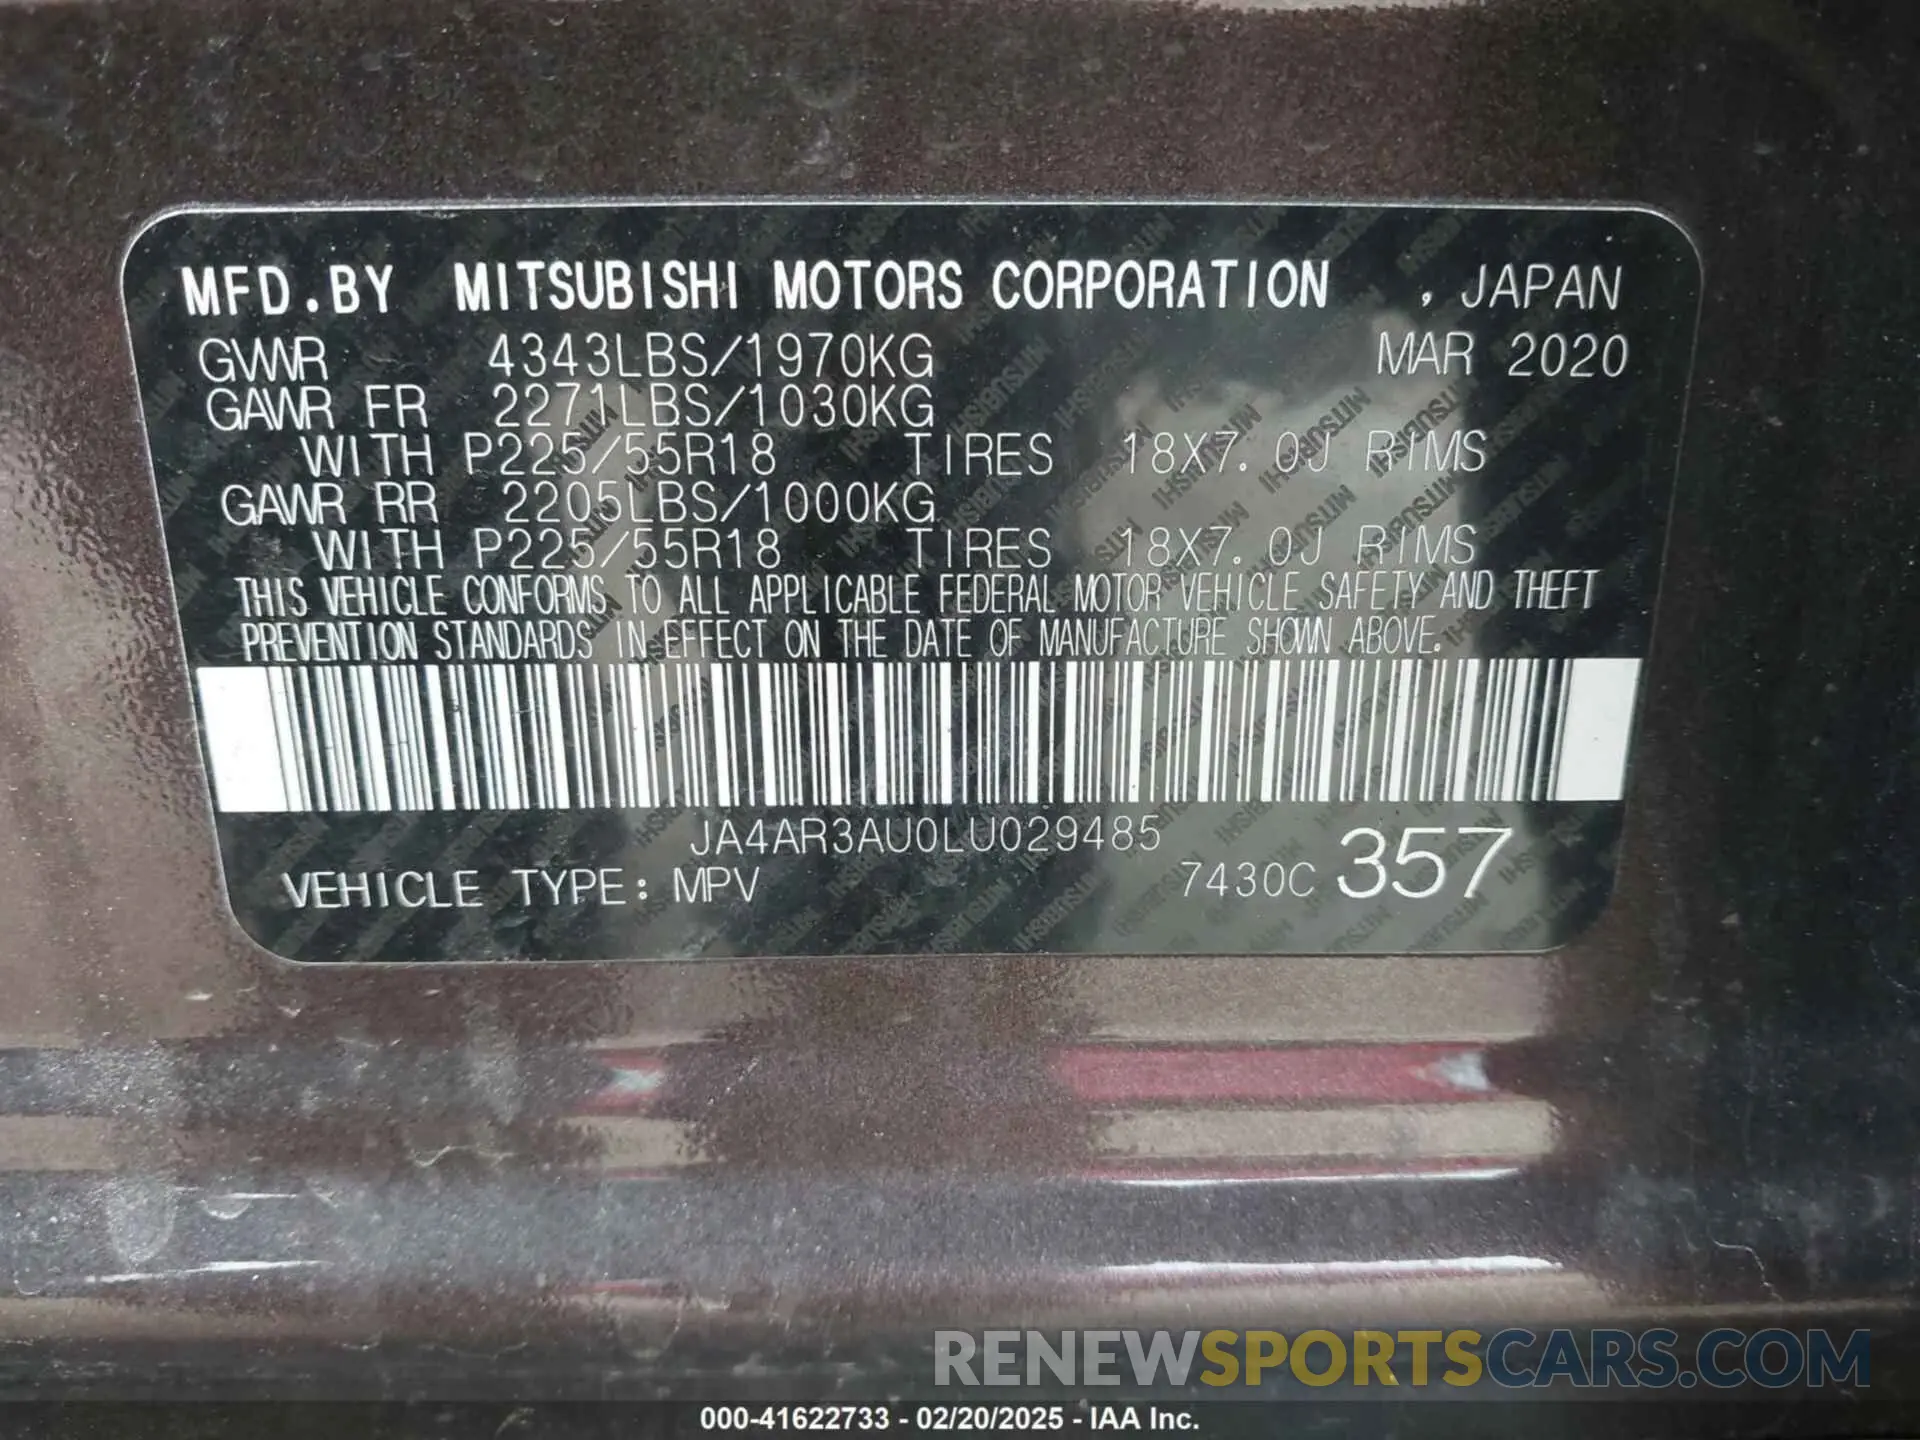 MFD.BY MITSUBISHI MOTORS CORPORATION , JAPAN
GVWR 4343LBS/1970KG MAR 2020
GAWR FR 2271LBS/1030KG
WITH P225/55R18 TIRES 18X7.0J RIMS
GAWR RR 2205LBS/1000KG
WITH P225/55R18 TIRES 18X7.0J RIMS
THIS VEHICLE CONFORMS TO ALL APPLICABLE FEDERAL MOTOR VEHICLE SAFETY AND THEFT
PREVENTION STANDARDS IN EFFECT ON THE DATE OF MANUFACTURE SHOWN ABOVE.
JA4AR3AU0LU029485
VEHICLE TYPE: MPV 7430C 357
RENEWSPORTSCARS.COM
000-41622733 - 02/20/2025 - IAA Inc.